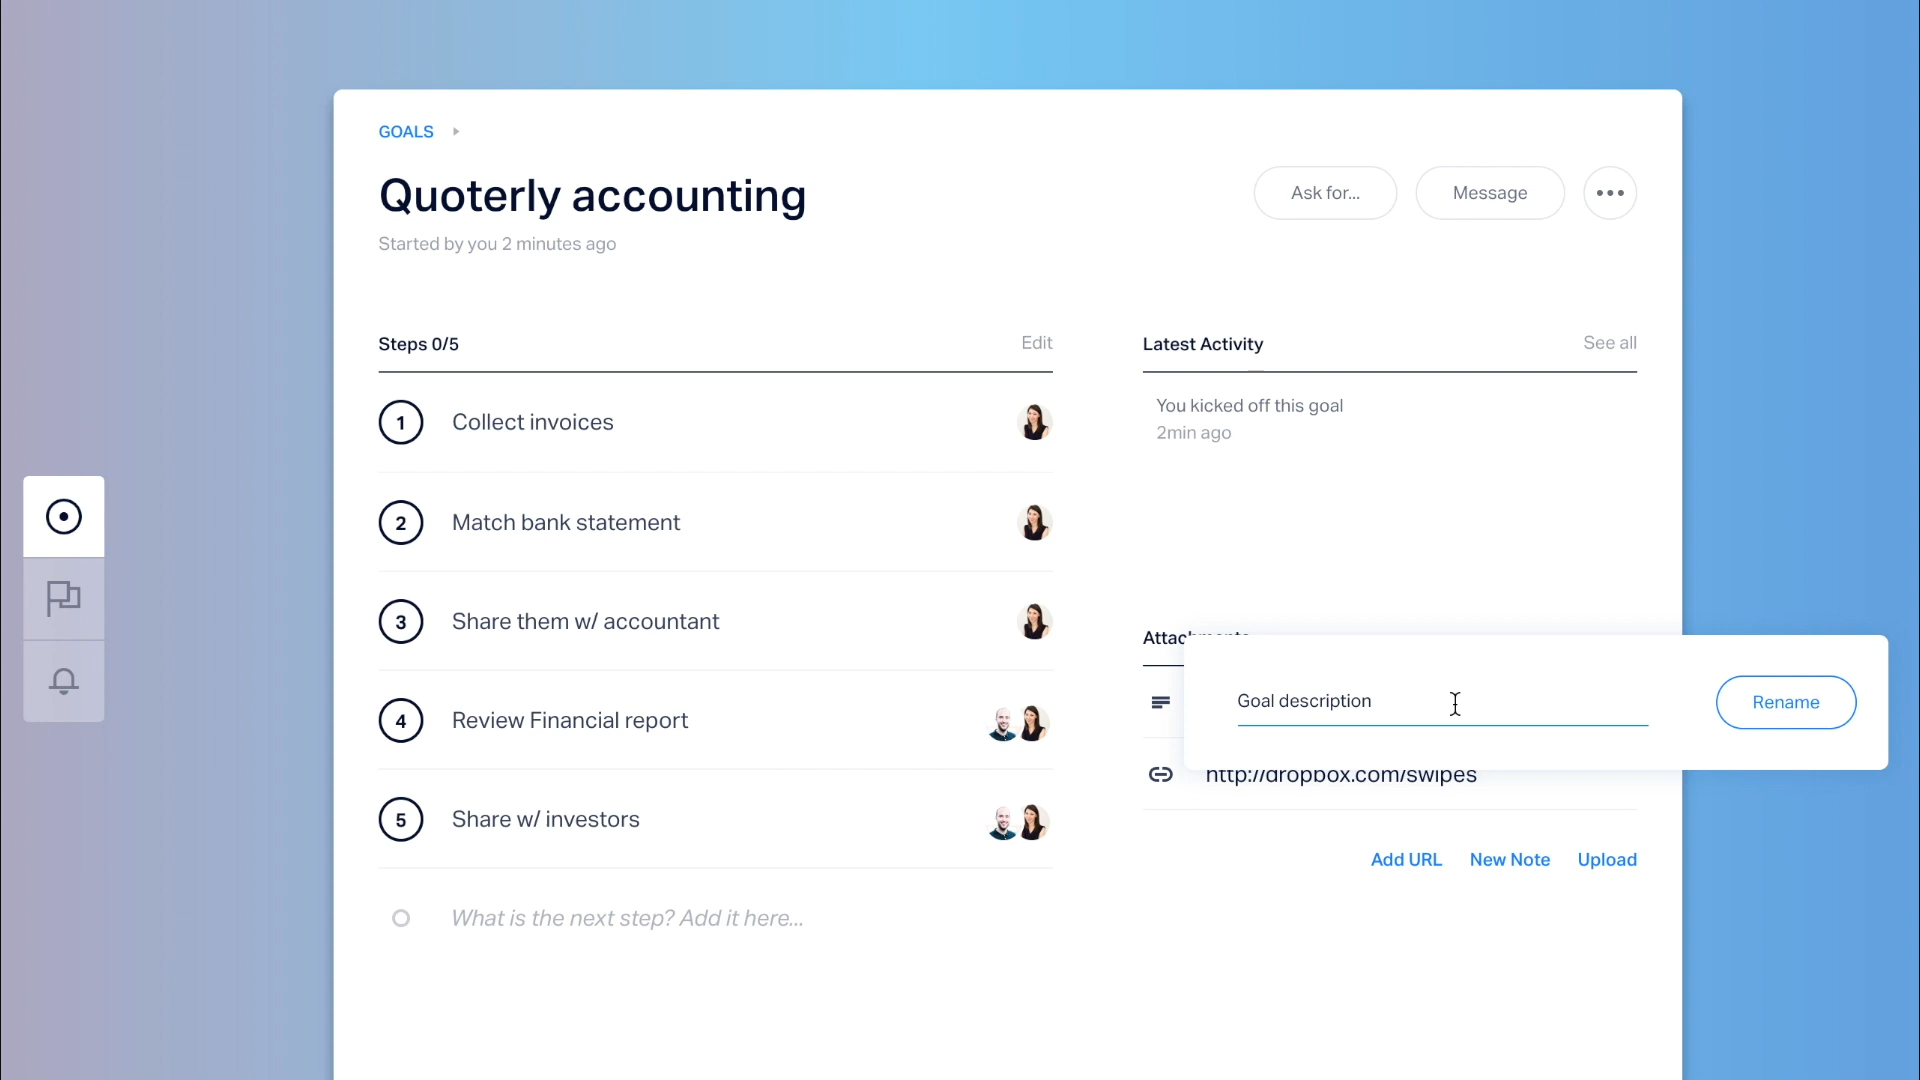 GOALS
Quoterly accounting
Started by you 2 minutes ago
Ask for...
Message
Steps 0/5
Edit
1 Collect invoices
2 Match bank statement
3 Share them w/ accountant
4 Review Financial report
5 Share w/ investors
What is the next step? Add it here...
Latest Activity
See all
You kicked off this goal
2min ago
Attachments
Goal description
Rename
http://dropbox.com/swipes
Add URL
New Note
Upload